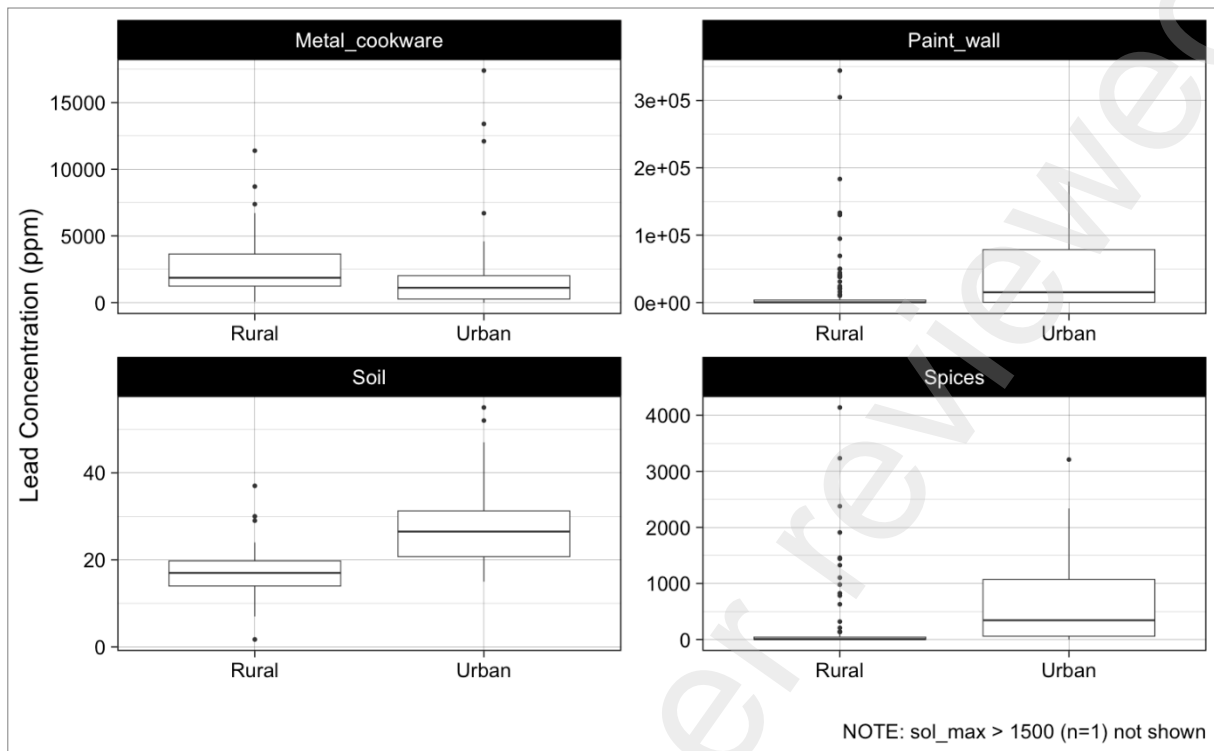 Metal_cookware
Paint_wall
Lead Concentration (ppm)
15000
10000
5000
0
Rural
Urban
3e+05
2e+05
1e+05
0e+00
Rural
Urban
Soil
Spices
40
20
0
Rural
Urban
4000
3000
2000
1000
0
Rural
Urban
NOTE: sol_max > 1500 (n=1) not shown
er reviewe